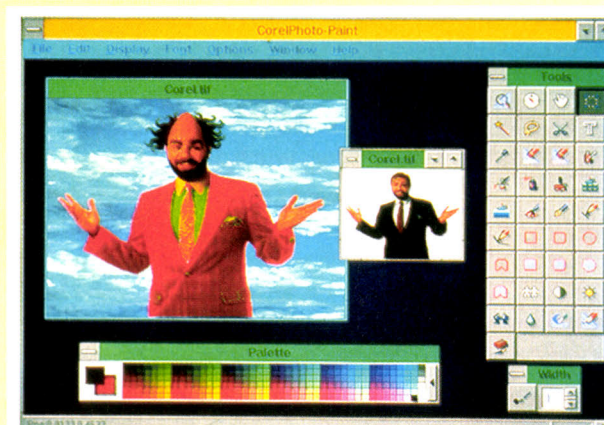 CorelPhoto-Paint
File Edit Display Font Options Window Help
Corel.tif
Tools
Corel.tif
Palette
Width